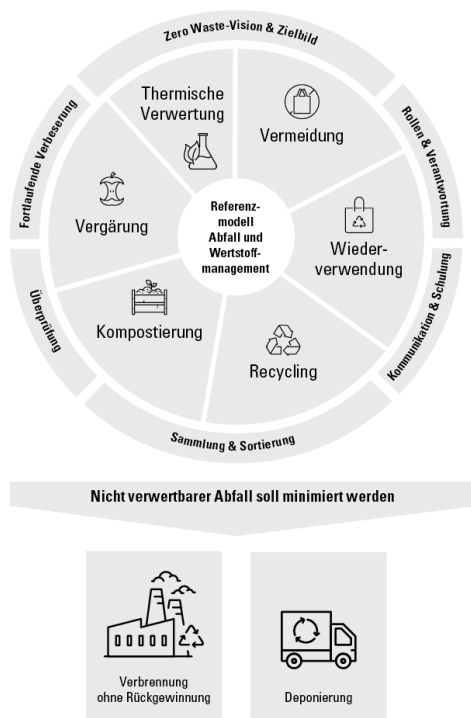 Zero Waste-Vision & Zielbild
Rollen & Verantwortung
Kommunikation & Schulung
Sammlung & Sortierung
Überprüfung
Fortlaufende Verbeserung
Thermische
Verwertung
Vermeidung
Wieder-
verwendung
Recycling
Kompostierung
Vergärung
Referenz-
modell
Abfall und
Wertstoff-
management
Nicht verwertbarer Abfall soll minimiert werden
Verbrennung
ohne Rückgewinnung
Deponierung